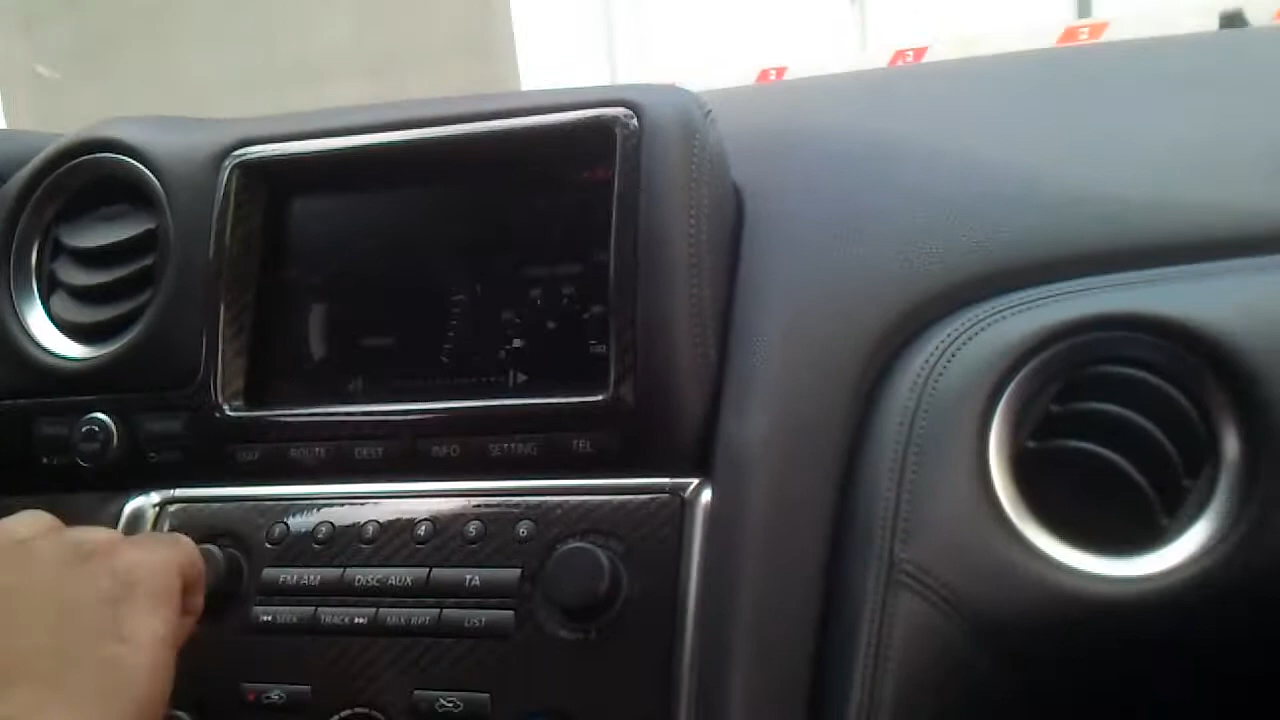 ROUTE DEST INFO SETTING TEL
1 2 3 4 5 6
FM·AM DISC·AUX TA
SEEK TRACK MIX·RPT LIST